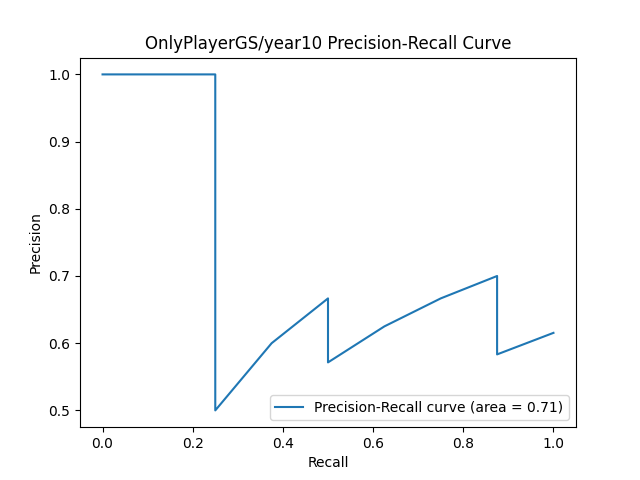 OnlyPlayerGS/year10 Precision-Recall Curve
1.0
0.9
0.8
0.7
0.6
0.5
Precision
Precision-Recall curve (area = 0.71)
0.0 0.2 0.4 0.6 0.8 1.0
Recall